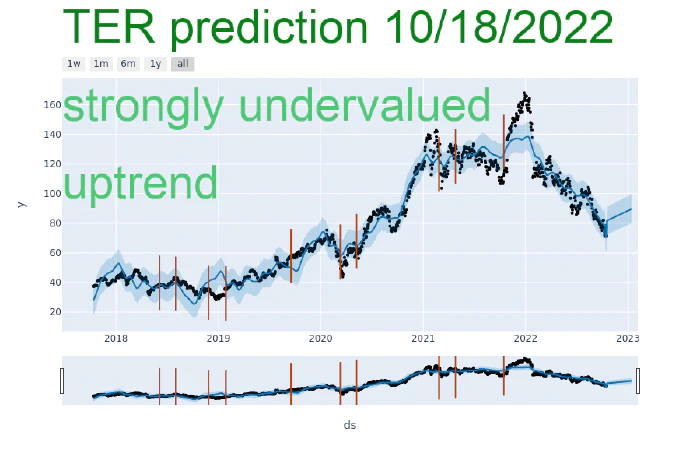 TER prediction 10/18/2022
1w 1m 6m 1y all
strongly undervalued
uptrend
160
140
120
100
80
60
40
20
y
2018 2019 2020 2021 2022 2023
ds